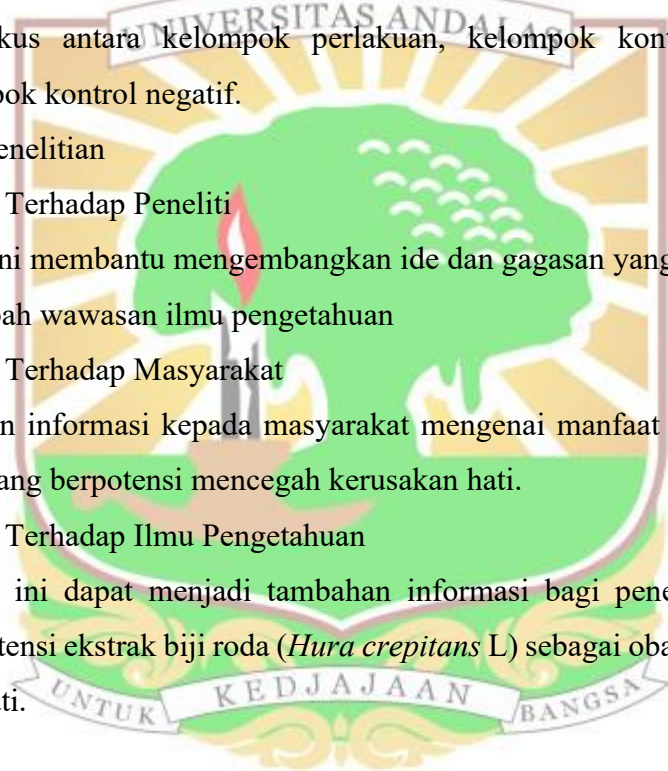 UNIVERSITAS ANDALAS
kus antara kelompok perlakuan, kelompok kon
ok kontrol negatif.
enelitian
Terhadap Peneliti
ni membantu mengembangkan ide dan gagasan yang
ah wawasan ilmu pengetahuan
Terhadap Masyarakat
n informasi kepada masyarakat mengenai manfaat
ang berpotensi mencegah kerusakan hati.
Terhadap Ilmu Pengetahuan
ini dapat menjadi tambahan informasi bagi pene
tensi ekstrak biji roda (Hura crepitans L) sebagai oba
ti.
UNTUK KEDJAJAAN BANGSA